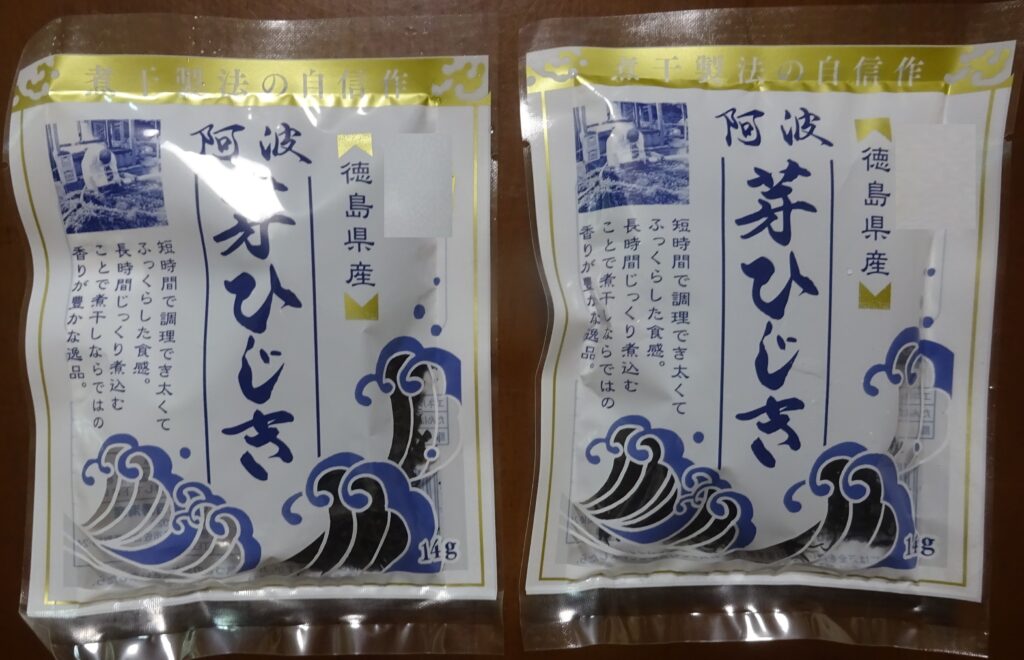 煮干製法の自信作
徳島県産
阿波
芽ひじき
短時間で調理でき太くて
ふっくらした食感。
長時間じっくり煮込む
ことで煮干しならではの
香りが豊かな逸品。
14g
煮干製法の自信作
徳島県産
阿波
芽ひじき
短時間で調理でき太くて
ふっくらした食感。
長時間じっくり煮込む
ことで煮干しならではの
香りが豊かな逸品。
14g